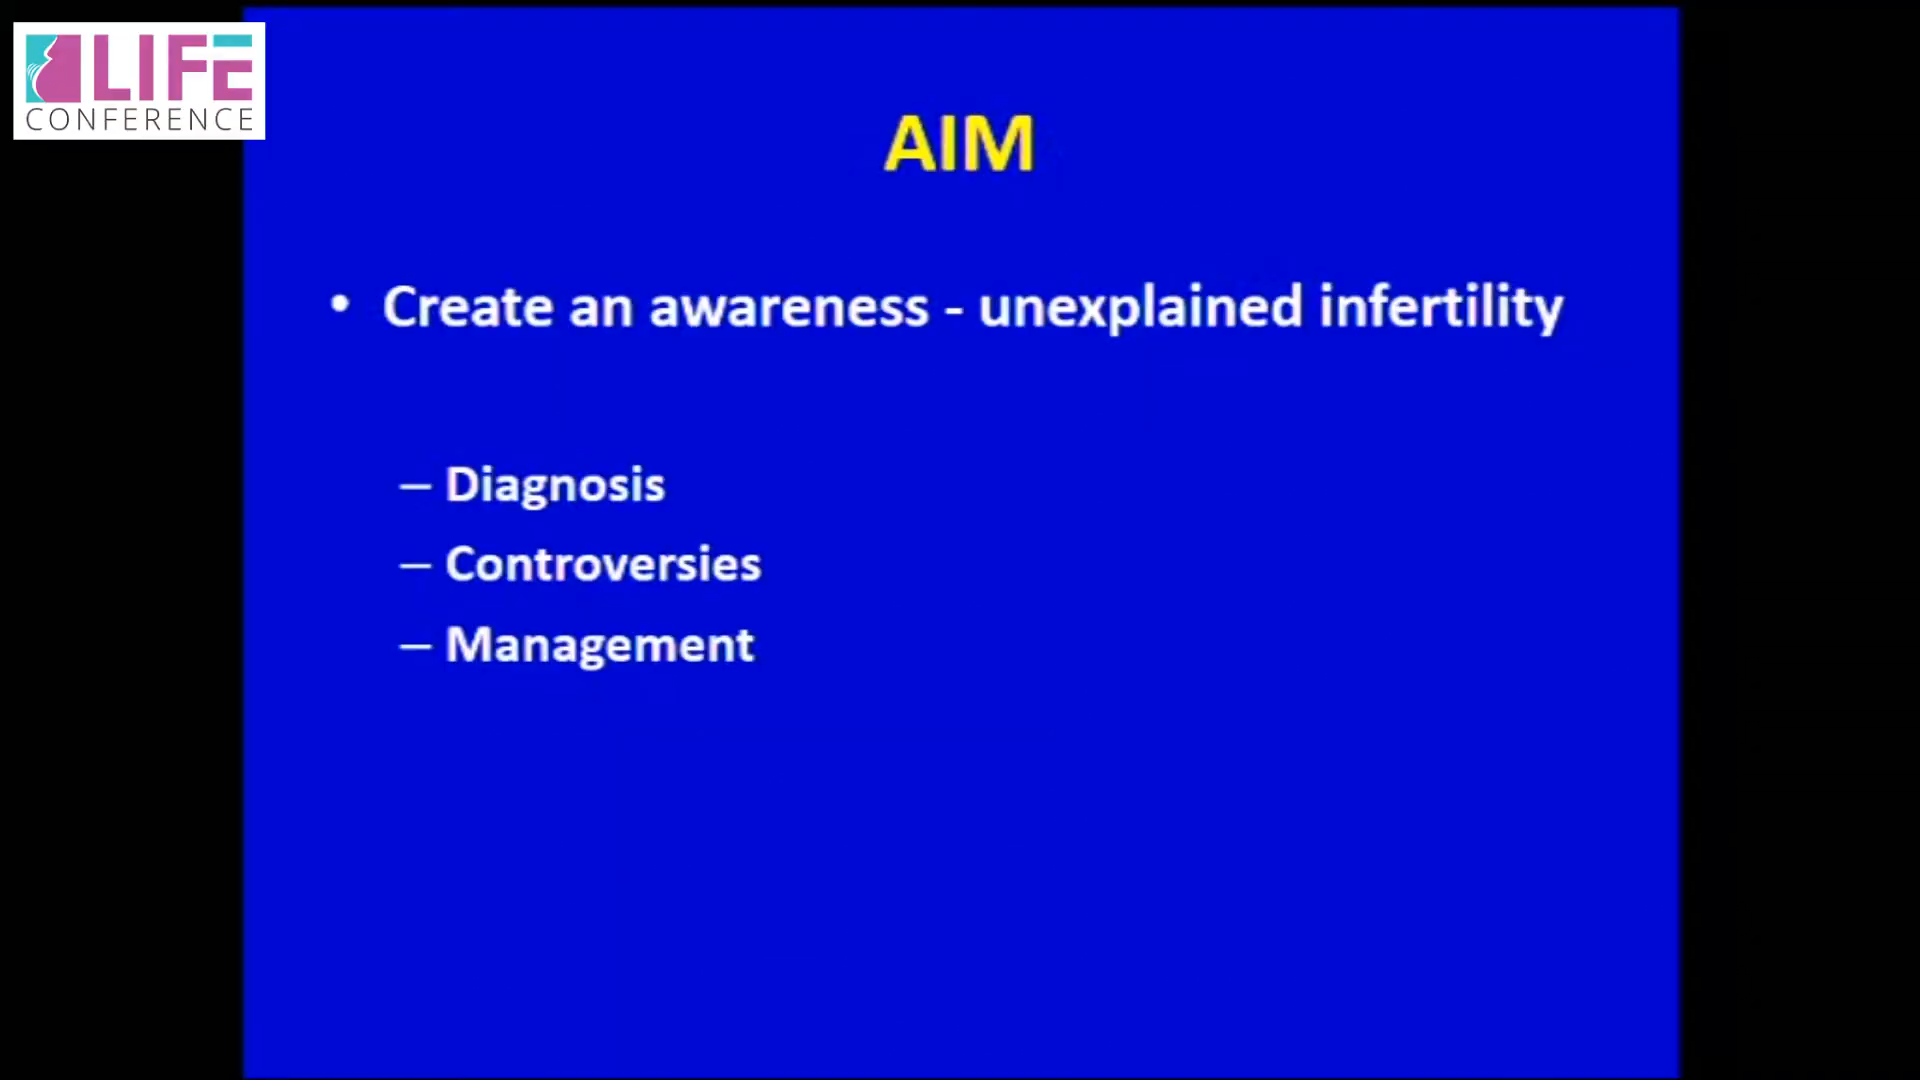 LIFE
CONFERENCE
AIM
• Create an awareness - unexplained infertility
– Diagnosis
– Controversies
– Management